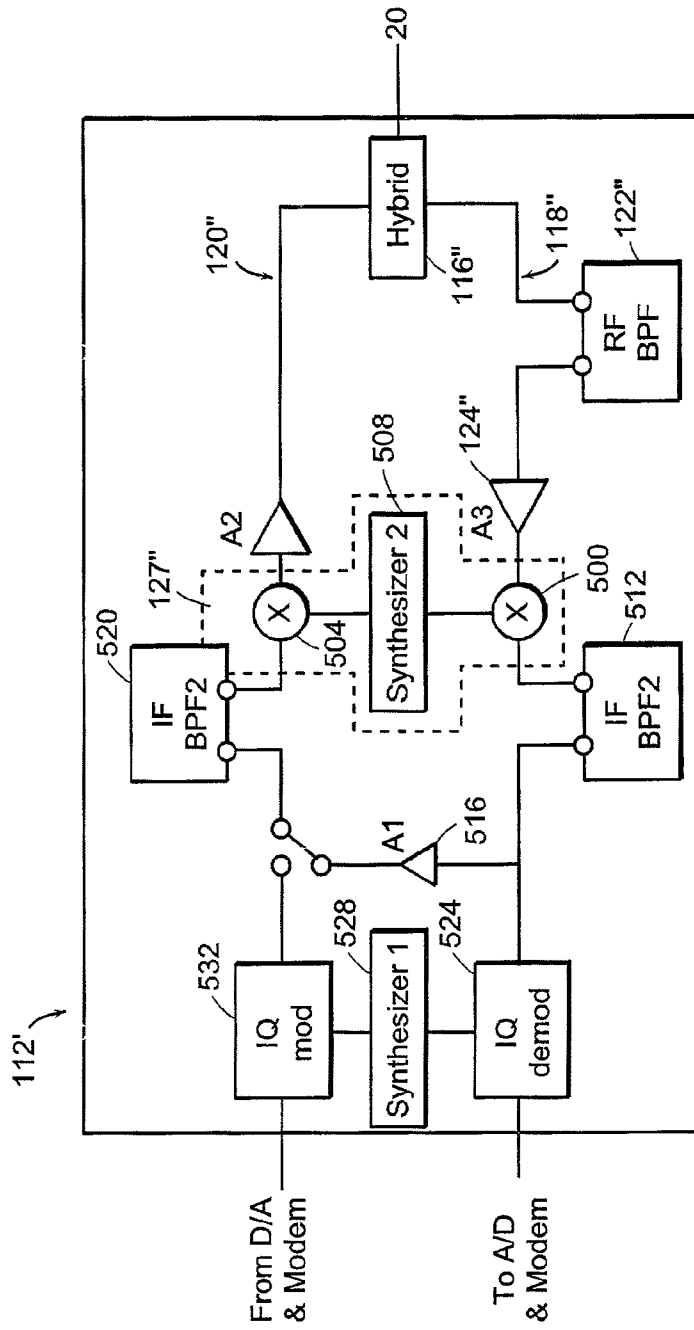 112'
From D/A
& Modem
To A/D
& Modem
532
IQ
mod
528
Synthesizer 1
524
IQ
demod
A1
516
520
IF
BPF2
127"
504
A2
508
Synthesizer 2
500
512
IF
BPF2
A3
124"
120"
Hybrid
116"
118"
20
122"
RF
BPF
X
X